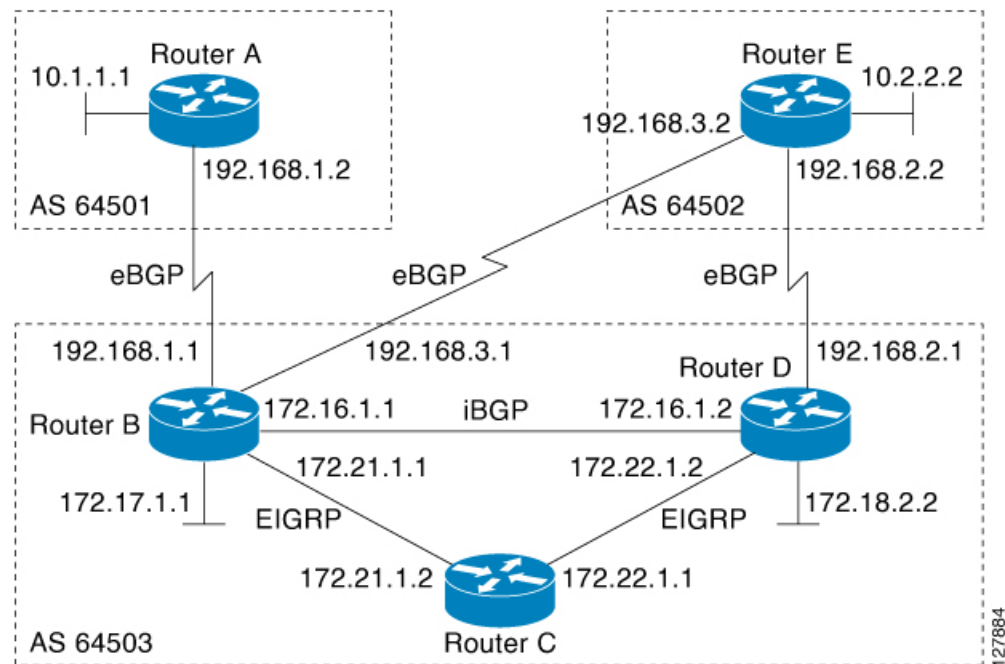 Router A
10.1.1.1
192.168.1.2
AS 64501
Router E
10.2.2.2
192.168.3.2
192.168.2.2
AS 64502
eBGP
eBGP
eBGP
192.168.1.1
192.168.3.1
192.168.2.1
Router D
Router B
172.16.1.1
iBGP
172.16.1.2
172.21.1.1
172.22.1.2
172.17.1.1
172.18.2.2
EIGRP
EIGRP
172.21.1.2
172.22.1.1
Router C
AS 64503
127884